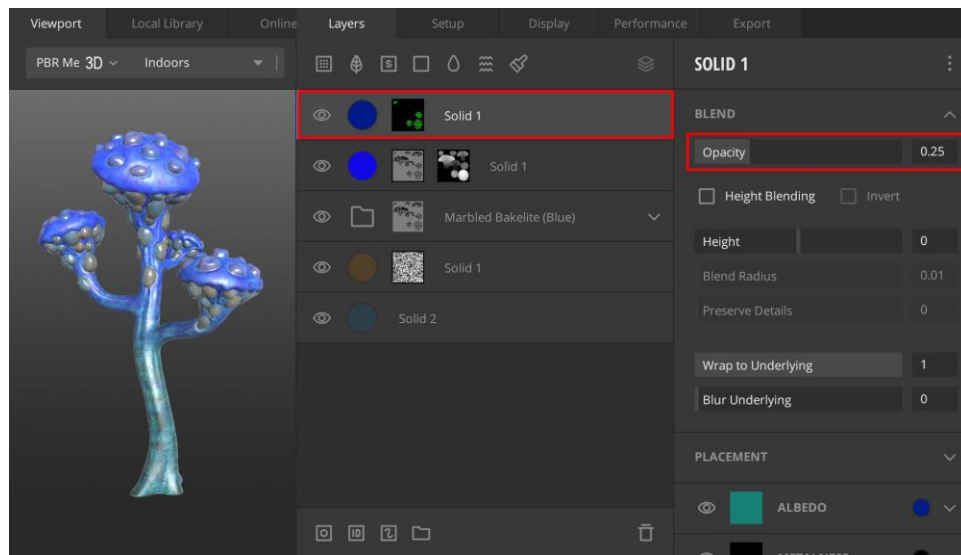 Viewport Local Library Online Layers Setup Display Performance Export
PBR Me 3D Indoors
SOLID 1
Solid 1
Solid 1
Marbled Bakelite (Blue)
Solid 1
Solid 2
BLEND
Opacity 0.25
Height Blending Invert
Height 0
Blend Radius 0.01
Preserve Details 0
Wrap to Underlying 1
Blur Underlying 0
PLACEMENT
ALBEDO